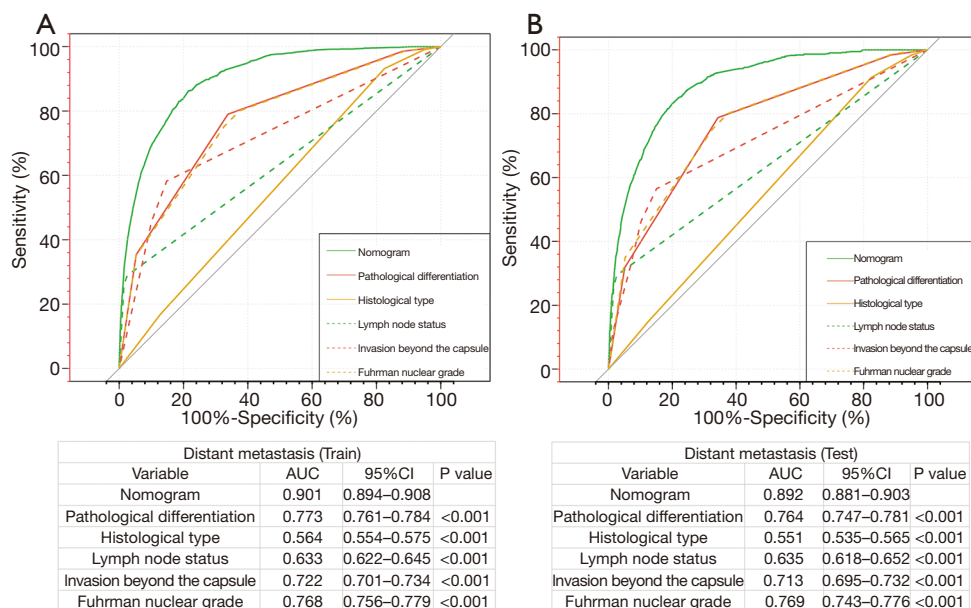 A
100
80
60
40
20
0
Sensitivity (%)
Nomogram
Pathological differentiation
Histological type
Lymph node status
Invasion beyond the capsule
Fuhrman nuclear grade
0 20 40 60 80 100
100%-Specificity (%)
Distant metastasis (Train)
Variable AUC 95%CI P value
Nomogram 0.901 0.894–0.908
Pathological differentiation 0.773 0.761–0.784 <0.001
Histological type 0.564 0.554–0.575 <0.001
Lymph node status 0.633 0.622–0.645 <0.001
Invasion beyond the capsule 0.722 0.701–0.734 <0.001
Fuhrman nuclear grade 0.768 0.756–0.779 <0.001
B
100
80
60
40
20
0
Sensitivity (%)
Nomogram
Pathological differentiation
Histological type
Lymph node status
Invasion beyond the capsule
Fuhrman nuclear grade
0 20 40 60 80 100
100%-Specificity (%)
Distant metastasis (Test)
Variable AUC 95%CI P value
Nomogram 0.892 0.881–0.903
Pathological differentiation 0.764 0.747–0.781 <0.001
Histological type 0.551 0.535–0.565 <0.001
Lymph node status 0.635 0.618–0.652 <0.001
Invasion beyond the capsule 0.713 0.695–0.732 <0.001
Fuhrman nuclear grade 0.769 0.743–0.776 <0.001